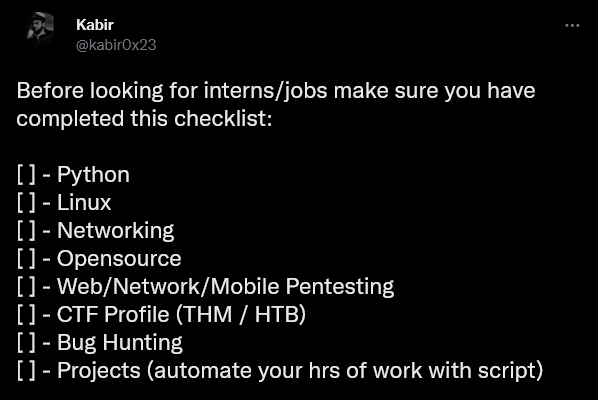 Kabir
@kabir0x23
Before looking for interns/jobs make sure you have
completed this checklist:
[ ] - Python
[ ] - Linux
[ ] - Networking
[ ] - Opensource
[ ] - Web/Network/Mobile Pentesting
[ ] - CTF Profile (THM / HTB)
[ ] - Bug Hunting
[ ] - Projects (automate your hrs of work with script)